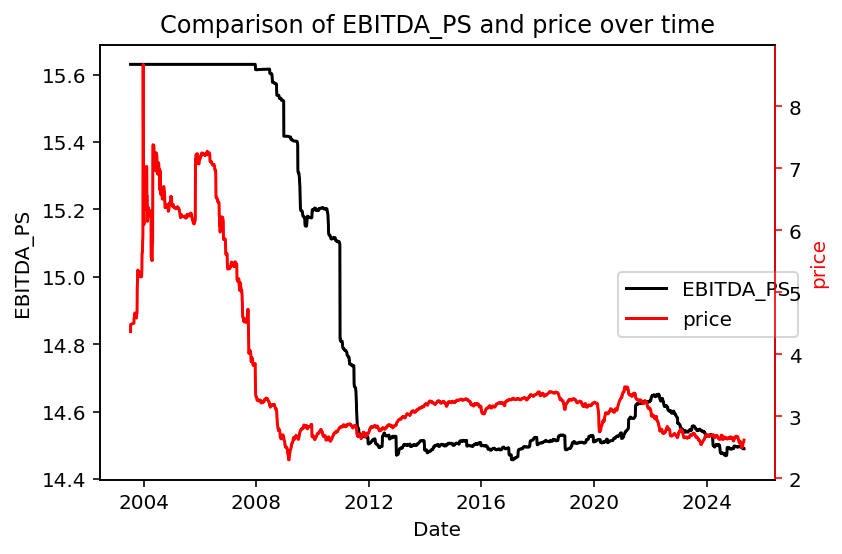 Comparison of EBITDA_PS and price over time
EBITDA_PS
15.6
15.4
15.2
15.0
14.8
14.6
14.4
8
7
6
5
4
3
2
price
EBITDA_PS
price
2004 2008 2012 2016 2020 2024
Date